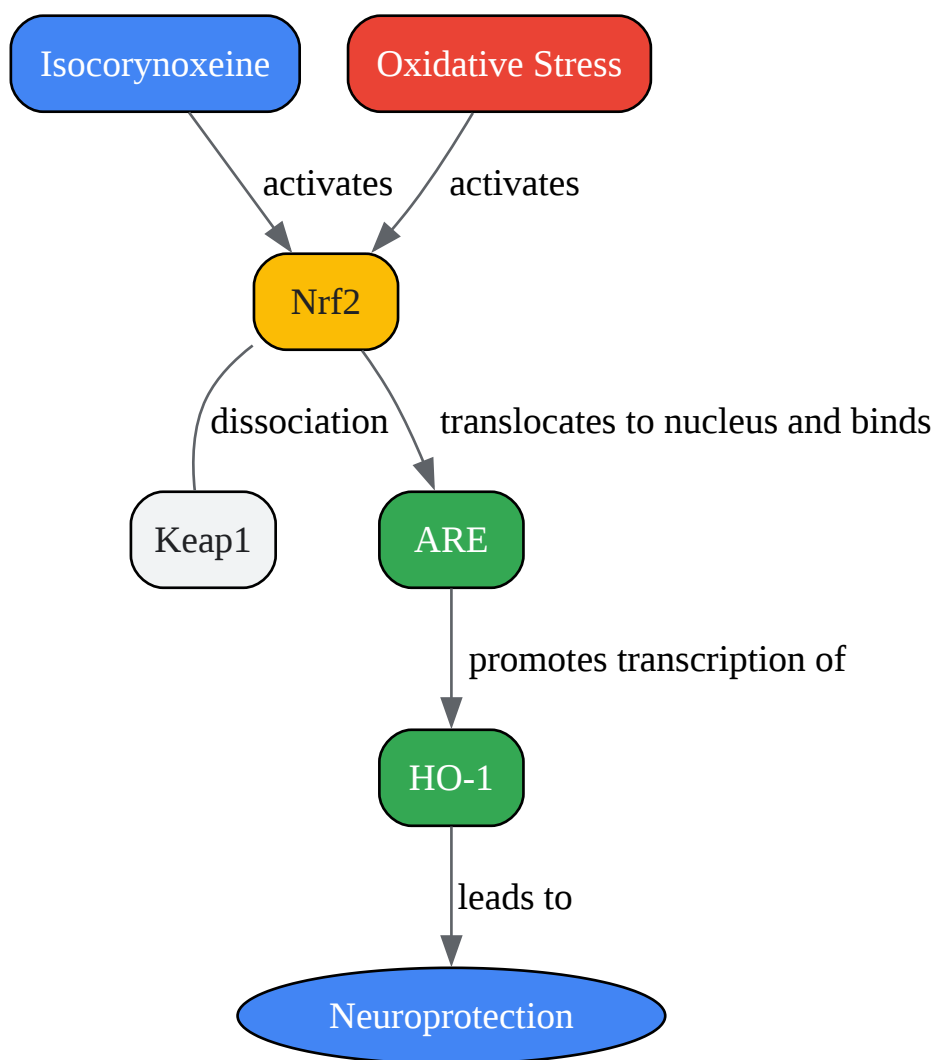 Isocorynoxeine
Oxidative Stress
activates
activates
Nrf2
dissociation
translocates to nucleus and binds
Keap1
ARE
promotes transcription of
HO-1
leads to
Neuroprotection